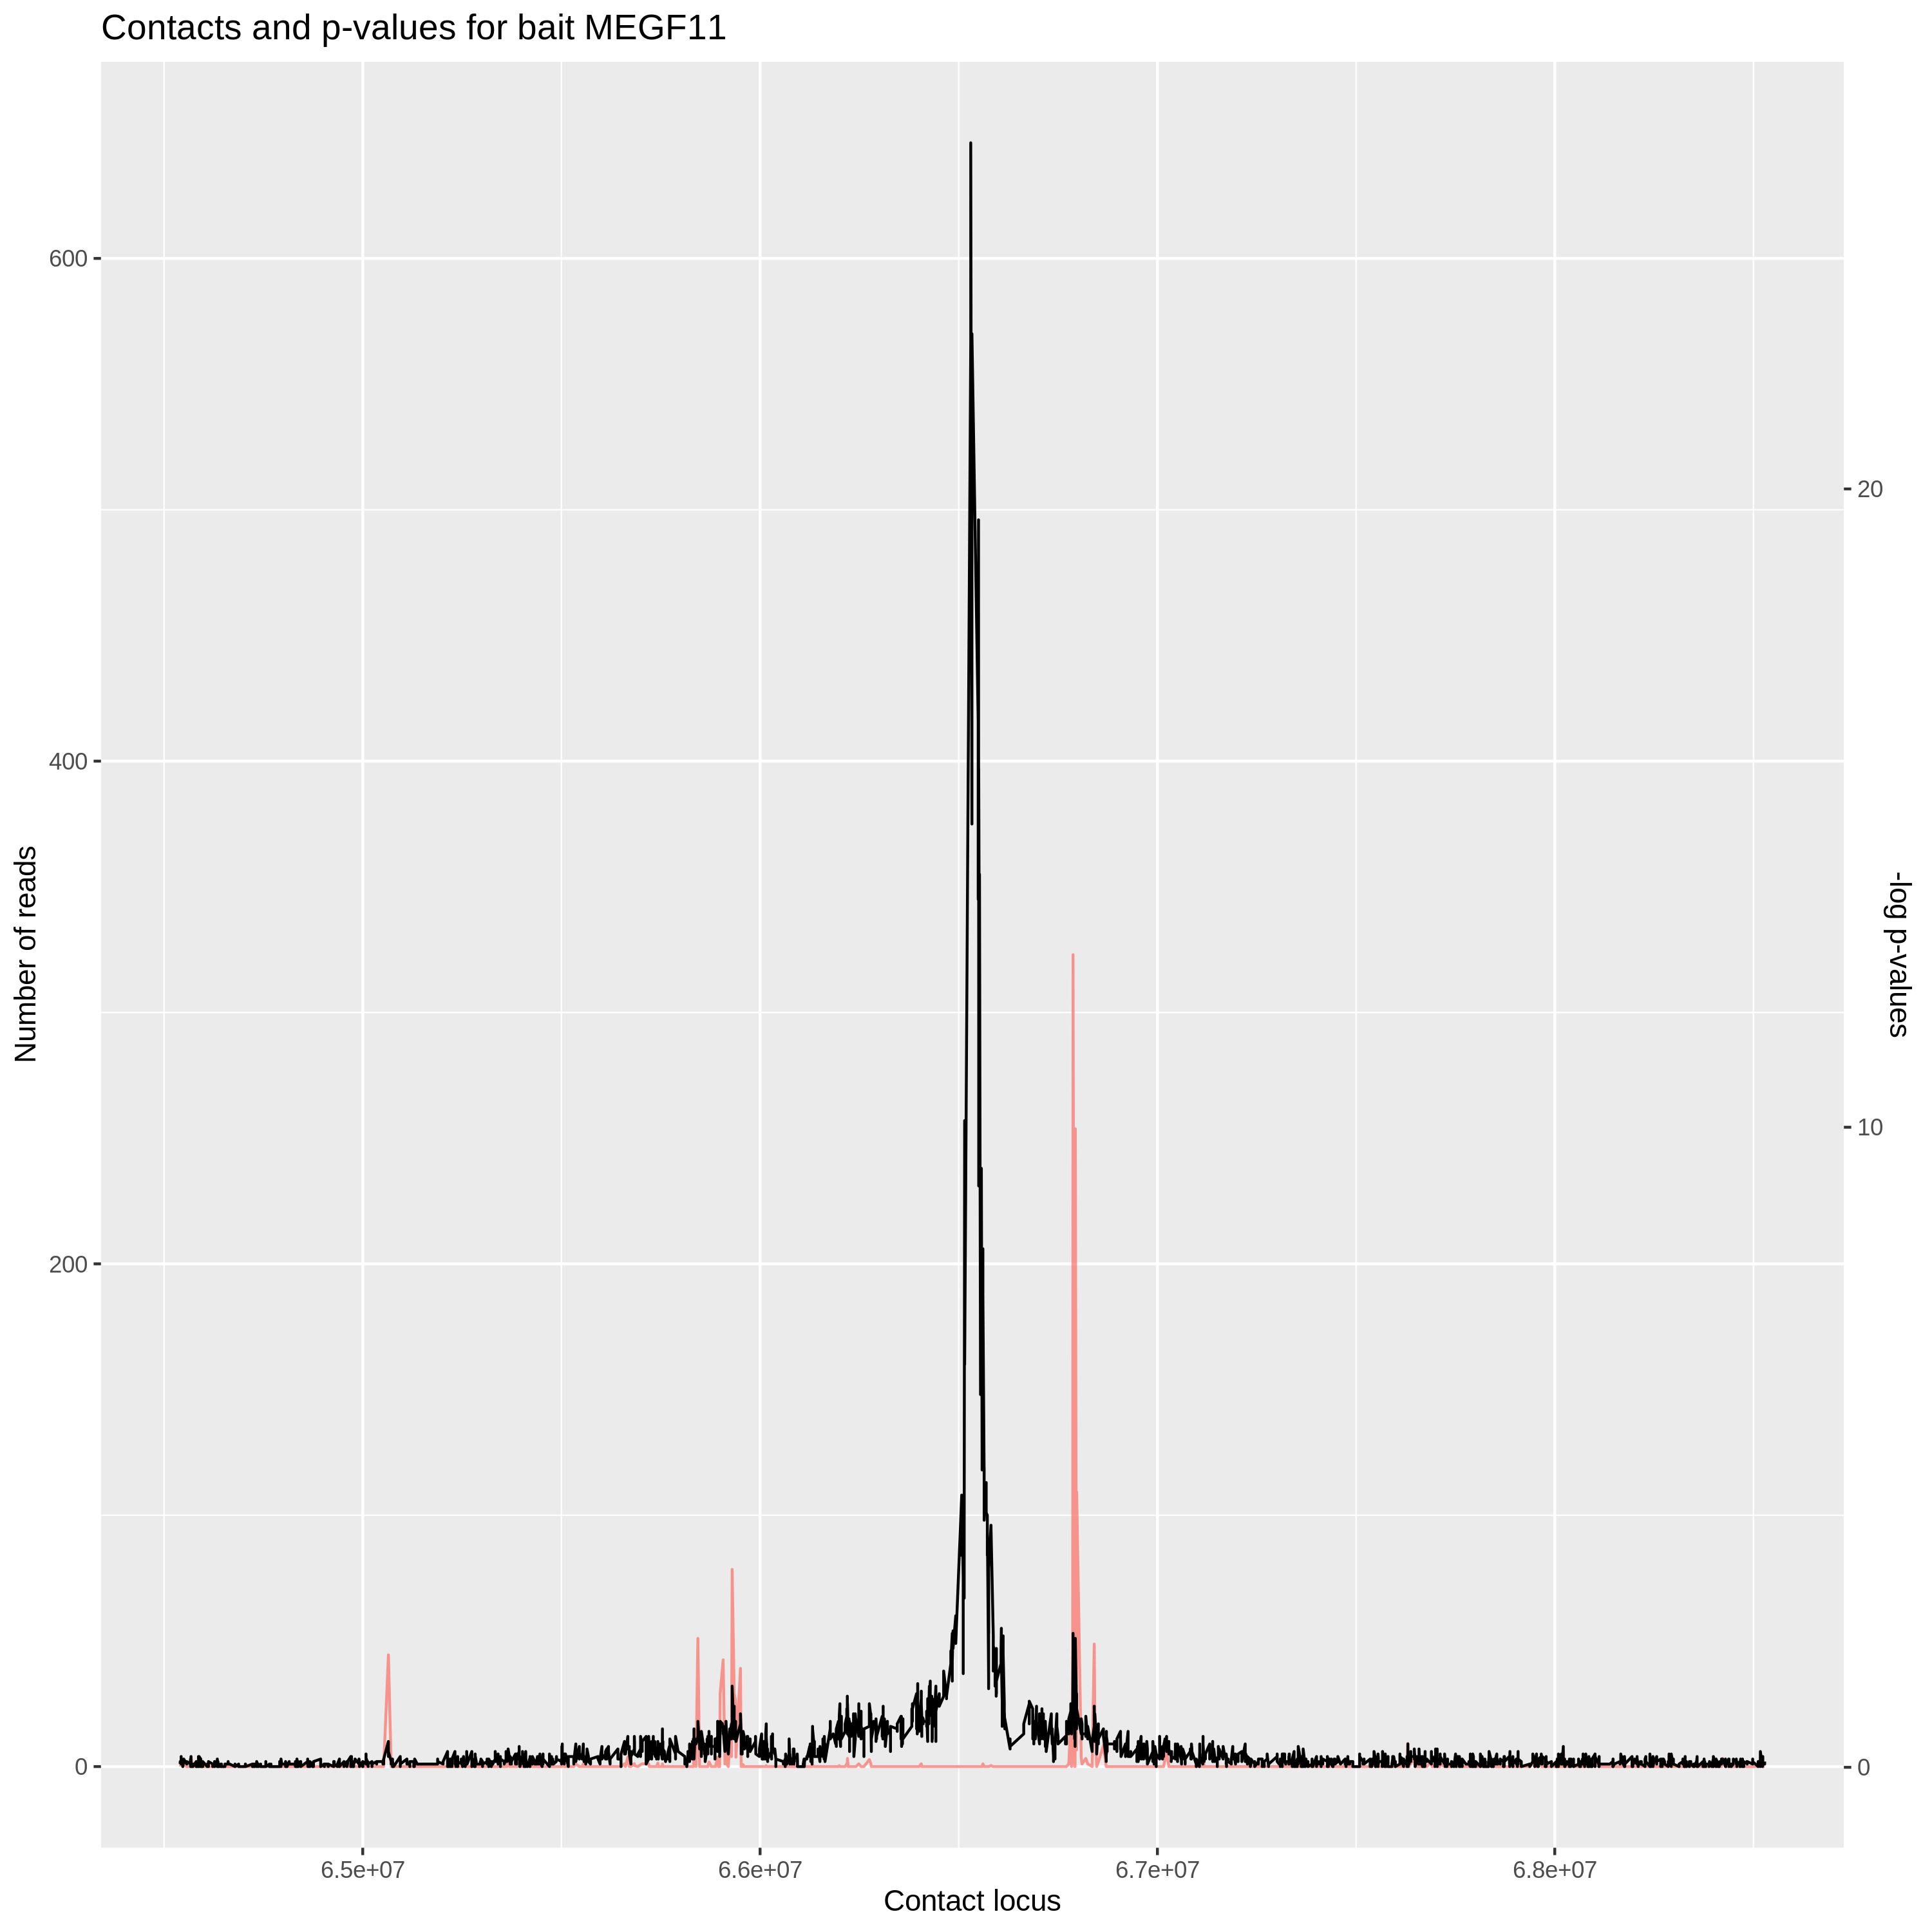 Contacts and p-values for bait MEGF11
600
400
200
0
Number of reads
20
10
0
-log p-values
6.5e+07
6.6e+07
6.7e+07
6.8e+07
Contact locus